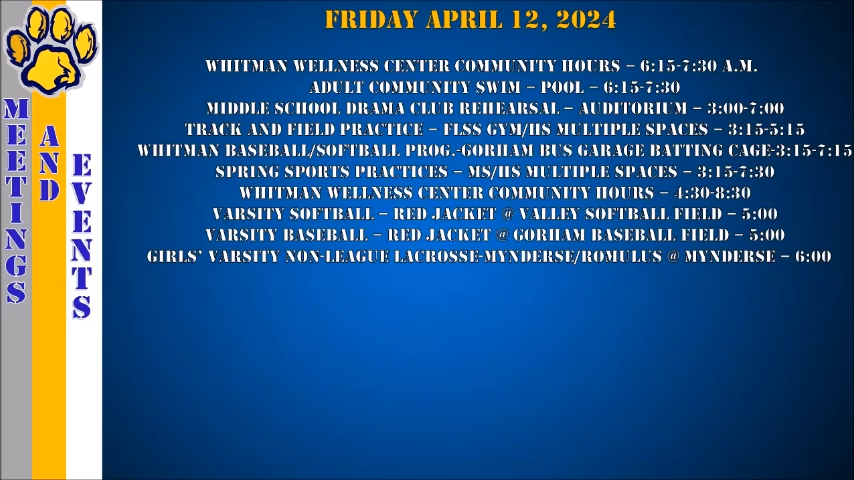 MEETINGS
AND
EVENTS
FRIDAY APRIL 12, 2024
WHITMAN WELLNESS CENTER COMMUNITY HOURS – 6:15-7:30 A.M.
ADULT COMMUNITY SWIM – POOL – 6:15-7:30
MIDDLE SCHOOL DRAMA CLUB REHEARSAL – AUDITORIUM – 3:00-7:00
TRACK AND FIELD PRACTICE – FLSS GYM/HS MULTIPLE SPACES – 3:15-5:15
WHITMAN BASEBALL/SOFTBALL PROG.-GORHAM BUS GARAGE BATTING CAGE-3:15-7:15
SPRING SPORTS PRACTICES – MS/HS MULTIPLE SPACES – 3:15-7:30
WHITMAN WELLNESS CENTER COMMUNITY HOURS – 4:30-8:30
VARSITY SOFTBALL – RED JACKET @ VALLEY SOFTBALL FIELD – 5:00
VARSITY BASEBALL – RED JACKET @ GORHAM BASEBALL FIELD – 5:00
GIRLS' VARSITY NON-LEAGUE LACROSSE-MYNDERSE/ROMULUS @ MYNDERSE – 6:00